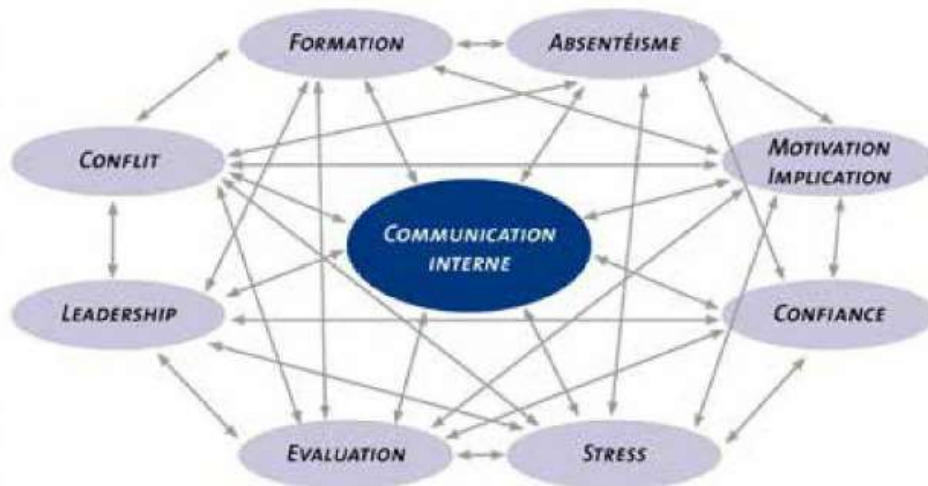 FORMATION
ABSENTÉISME
CONFLIT
MOTIVATION
IMPLICATION
COMMUNICATION
INTERNE
LEADERSHIP
CONFIANCE
EVALUATION
STRESS